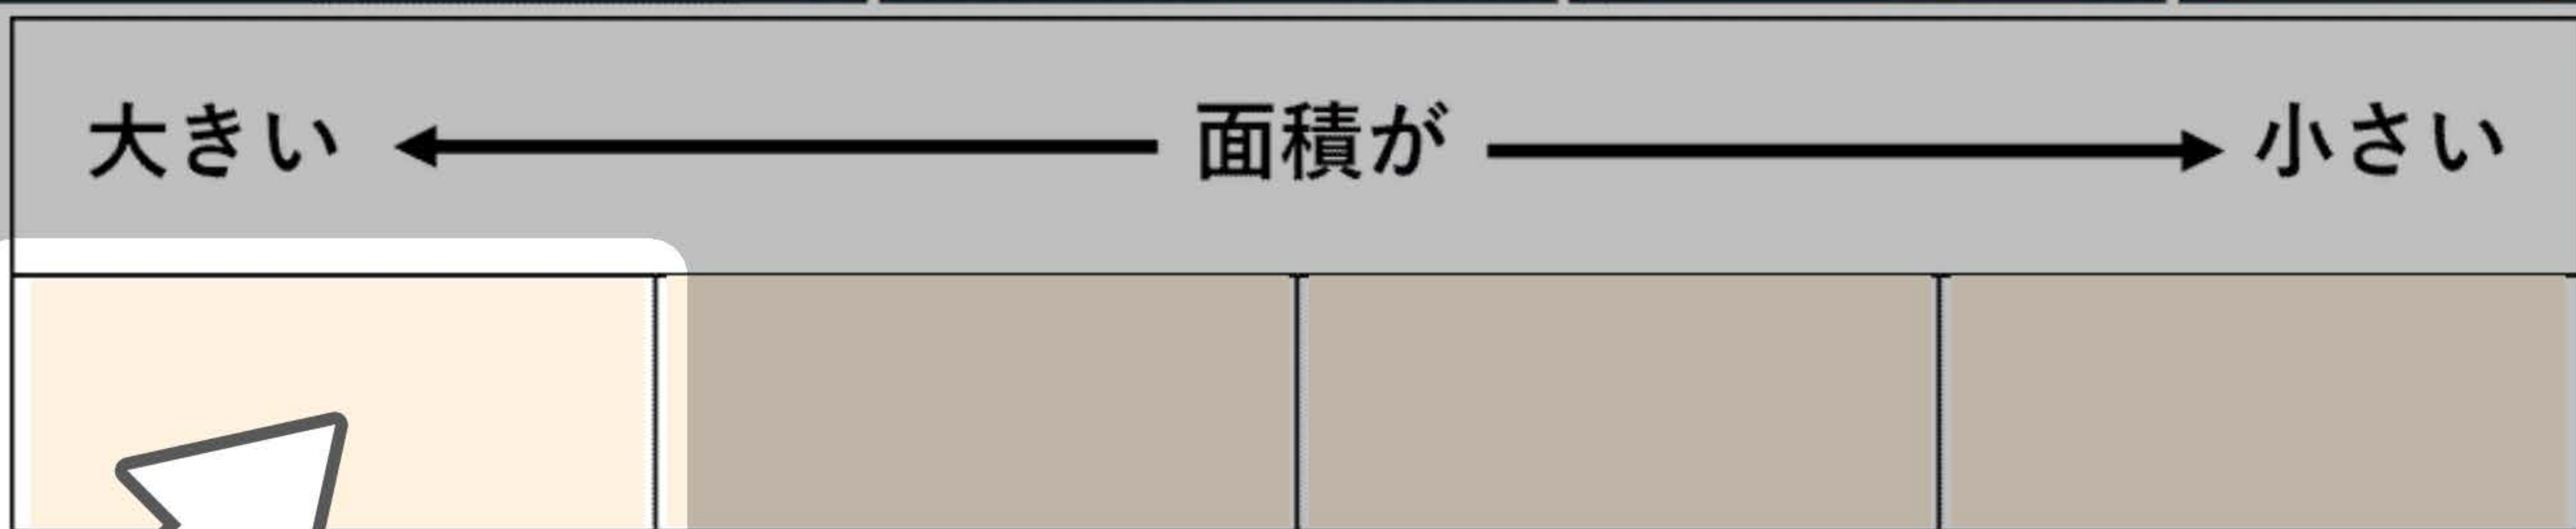 大きい ← 面積が → 小さい